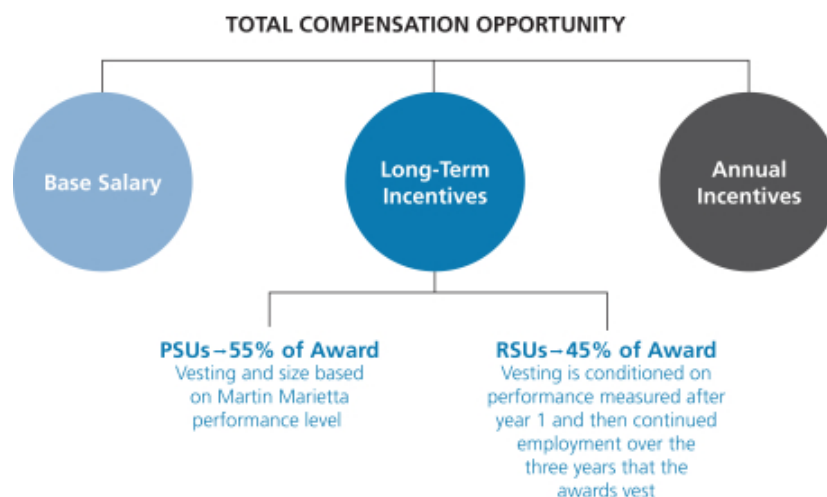 TOTAL COMPENSATION OPPORTUNITY
Base Salary
Long-Term
Incentives
Annual
Incentives
PSUs–55% of Award
Vesting and size based
on Martin Marietta
performance level
RSUs–45% of Award
Vesting is conditioned on
performance measured after
year 1 and then continued
employment over the
three years that the
awards vest